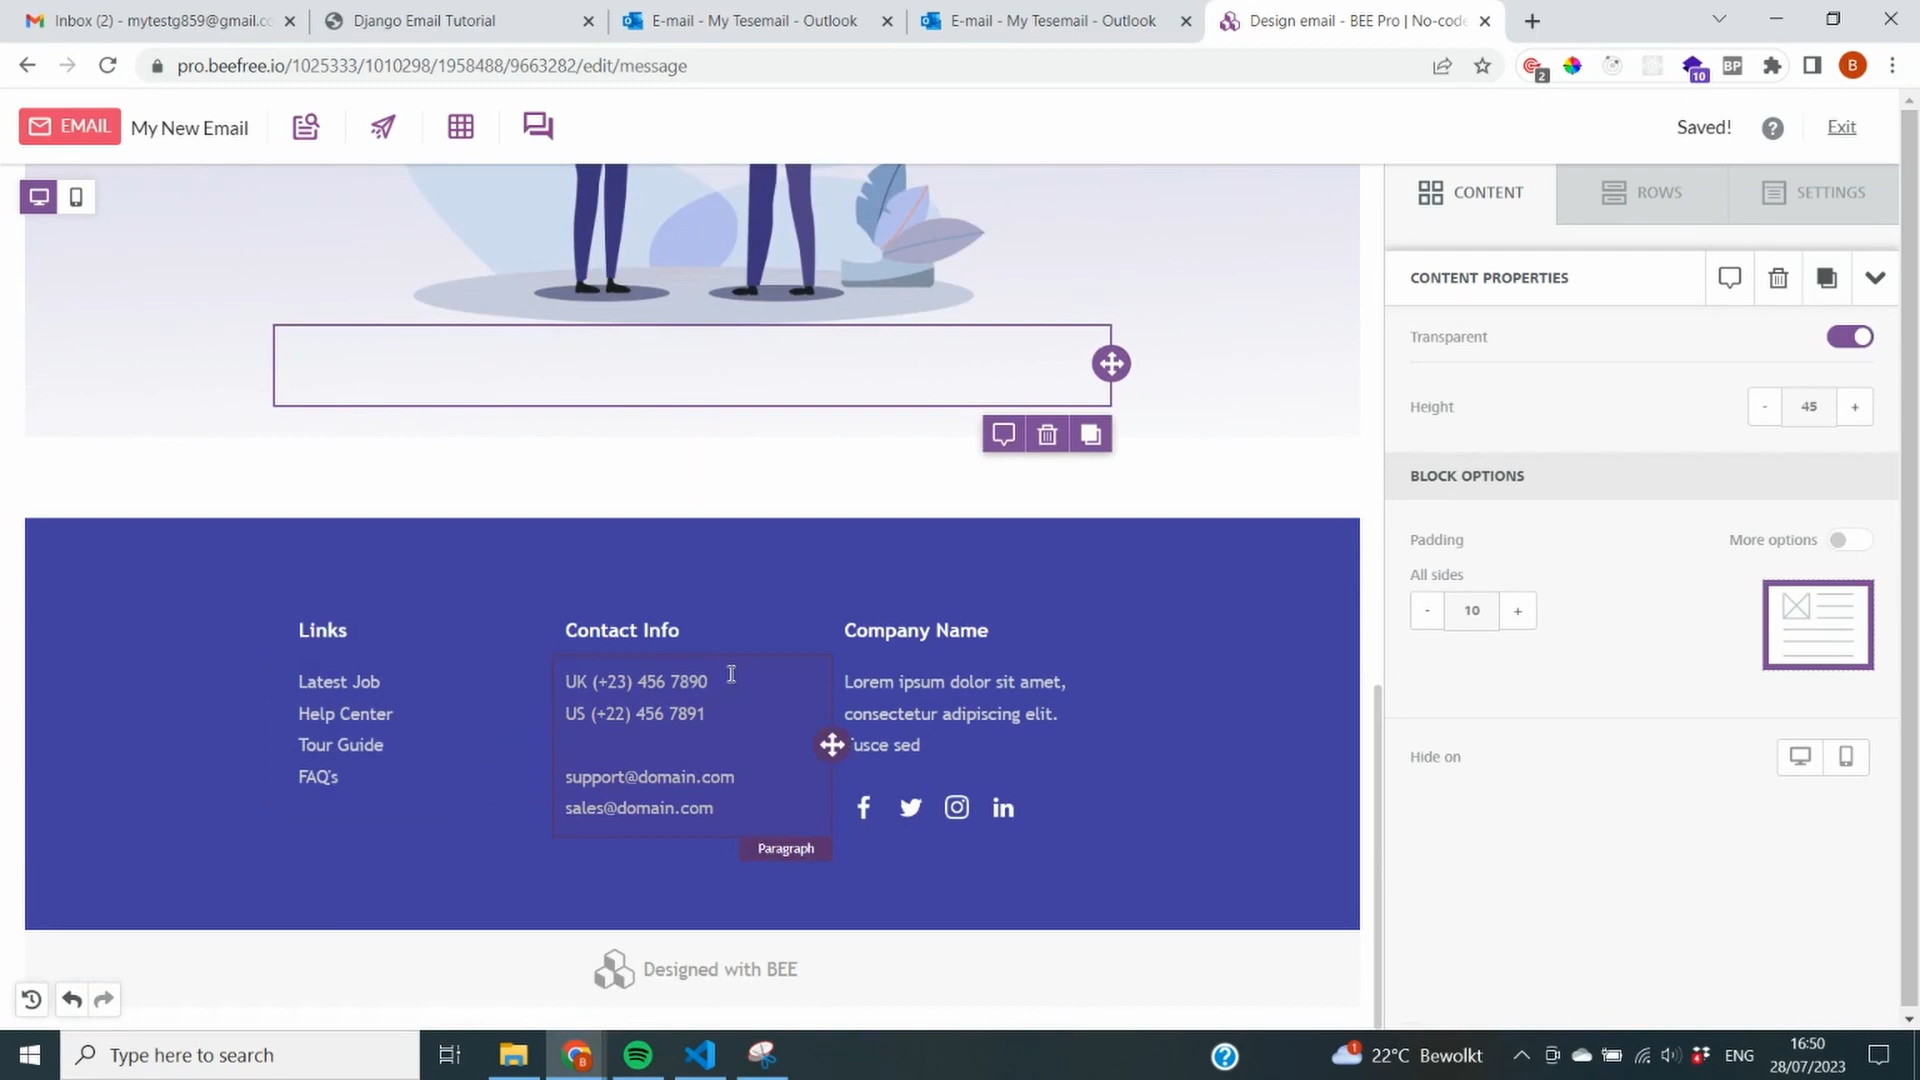 Inbox (2) - mytestg859@gmail.co
Django Email Tutorial
E-mail - My Tesemail - Outlook
E-mail - My Tesemail - Outlook
Design email - BEE Pro | No-code
pro.beefree.io/1025333/1010298/1958488/9663282/edit/message
2
10
BP
B
EMAIL
My New Email
Saved!
?
Exit
CONTENT
ROWS
SETTINGS
CONTENT PROPERTIES
Transparent
Height
- 45 +
BLOCK OPTIONS
Padding
More options
All sides
- 10 +
Hide on
Links
Latest Job
Help Center
Tour Guide
FAQ's
Contact Info
UK (+23) 456 7890
US (+22) 456 7891
support@domain.com
sales@domain.com
Paragraph
Company Name
Lorem ipsum dolor sit amet,
consectetur adipiscing elit.
usce sed
Designed with BEE
Type here to search
B
?
1
22°C Bewolkt
ENG
16:50
28/07/2023